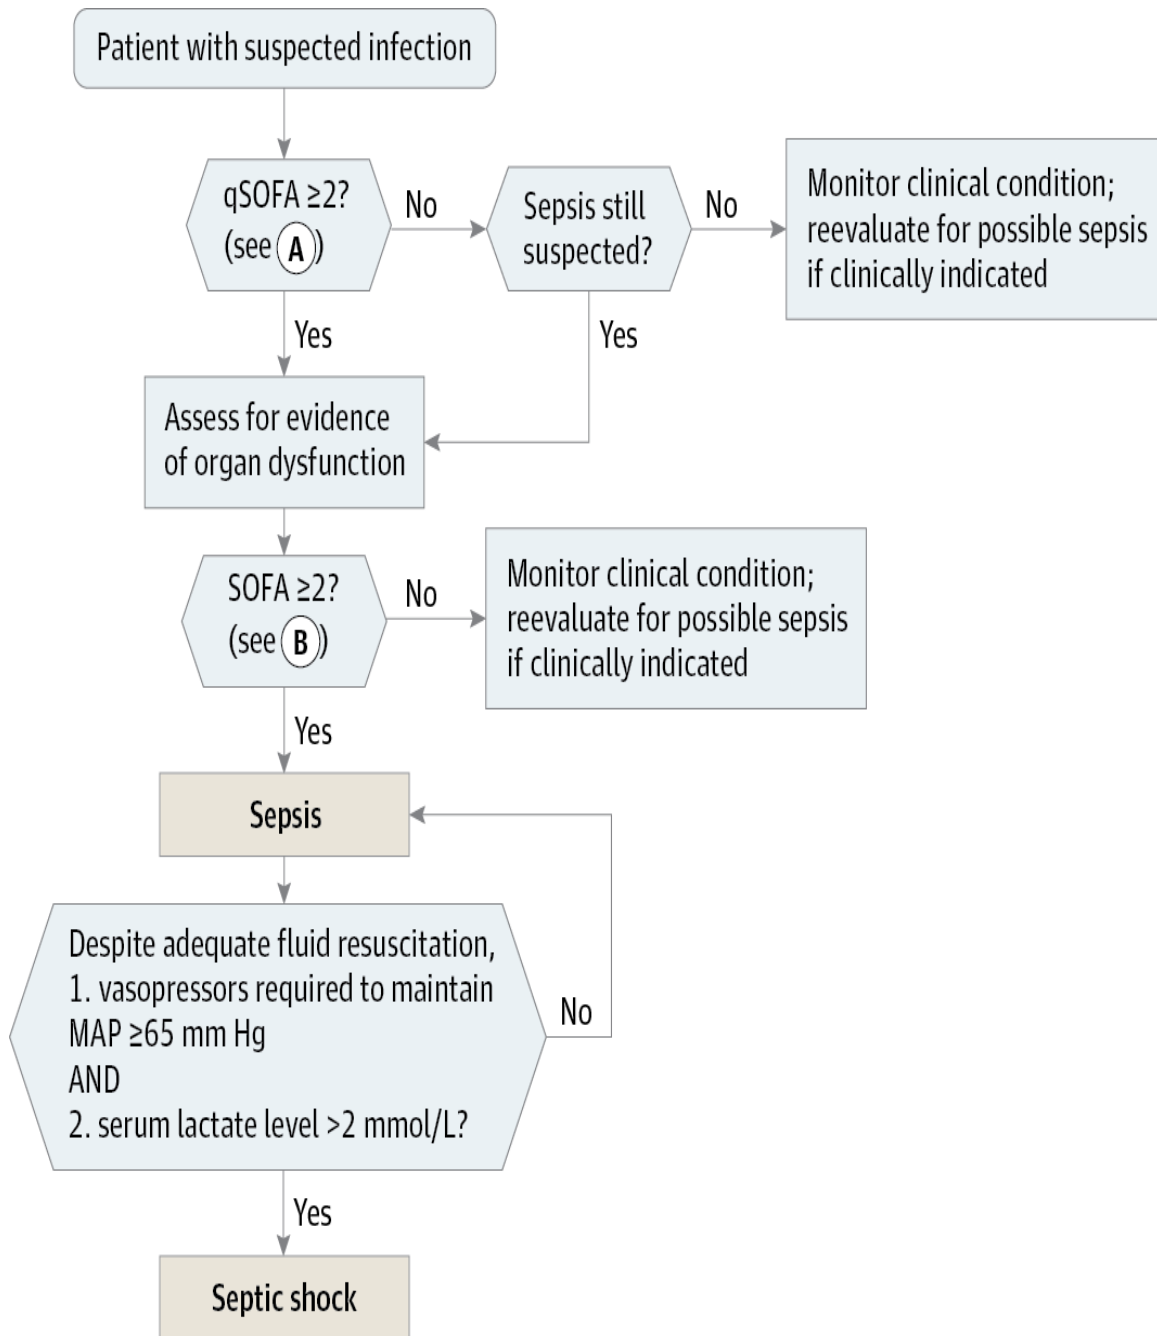 Patient with suspected infection
qSOFA ≥2?
(see A)
No
Sepsis still
suspected?
No
Monitor clinical condition;
reevaluate for possible sepsis
if clinically indicated
Yes
Yes
Assess for evidence
of organ dysfunction
SOFA ≥2?
(see B)
No
Monitor clinical condition;
reevaluate for possible sepsis
if clinically indicated
Yes
Sepsis
Despite adequate fluid resuscitation,
1. vasopressors required to maintain
MAP ≥65 mm Hg
AND
2. serum lactate level >2 mmol/L?
No
Yes
Septic shock